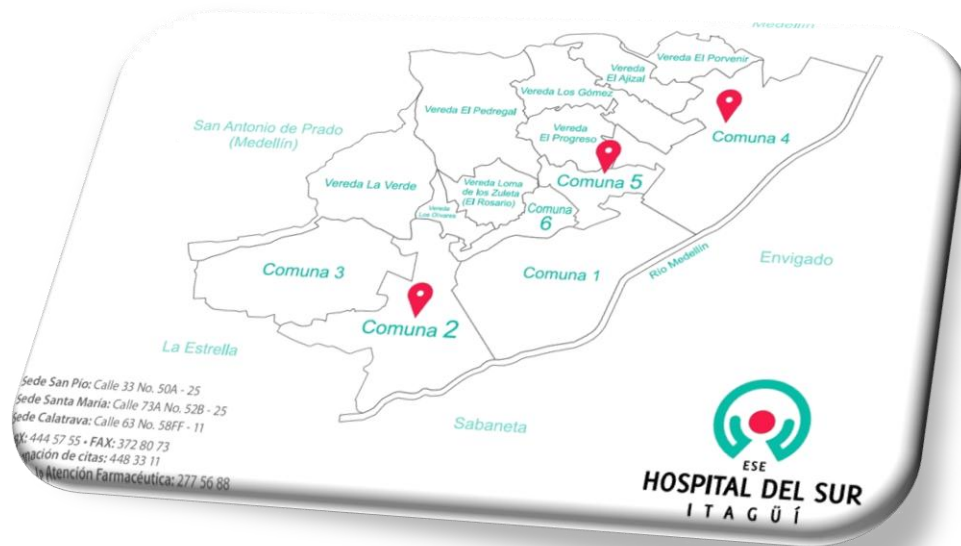 Medellín
Vereda El Porvenir
Vereda
El Ajizal
Vereda Los Gómez
Vereda El Pedregal
Comuna 4
San Antonio de Prado
(Medellín)
Vereda
El Progreso
Comuna 5
Vereda La Verde
Vereda Loma
de los Zuleta
(El Rosario)
Vereda
Los Olivares
Comuna
6
Comuna 3
Comuna 1
Río Medellín
Envigado
Comuna 2
La Estrella
Sabaneta
Sede San Pío: Calle 33 No. 50A - 25
Sede Santa María: Calle 73A No. 52B - 25
Sede Calatrava: Calle 63 No. 58FF - 11
444 57 55 • FAX: 372 80 73
de citas: 448 33 11
Atención Farmacéutica: 277 56 88
ESE
HOSPITAL DEL SUR
ITAGÜÍ